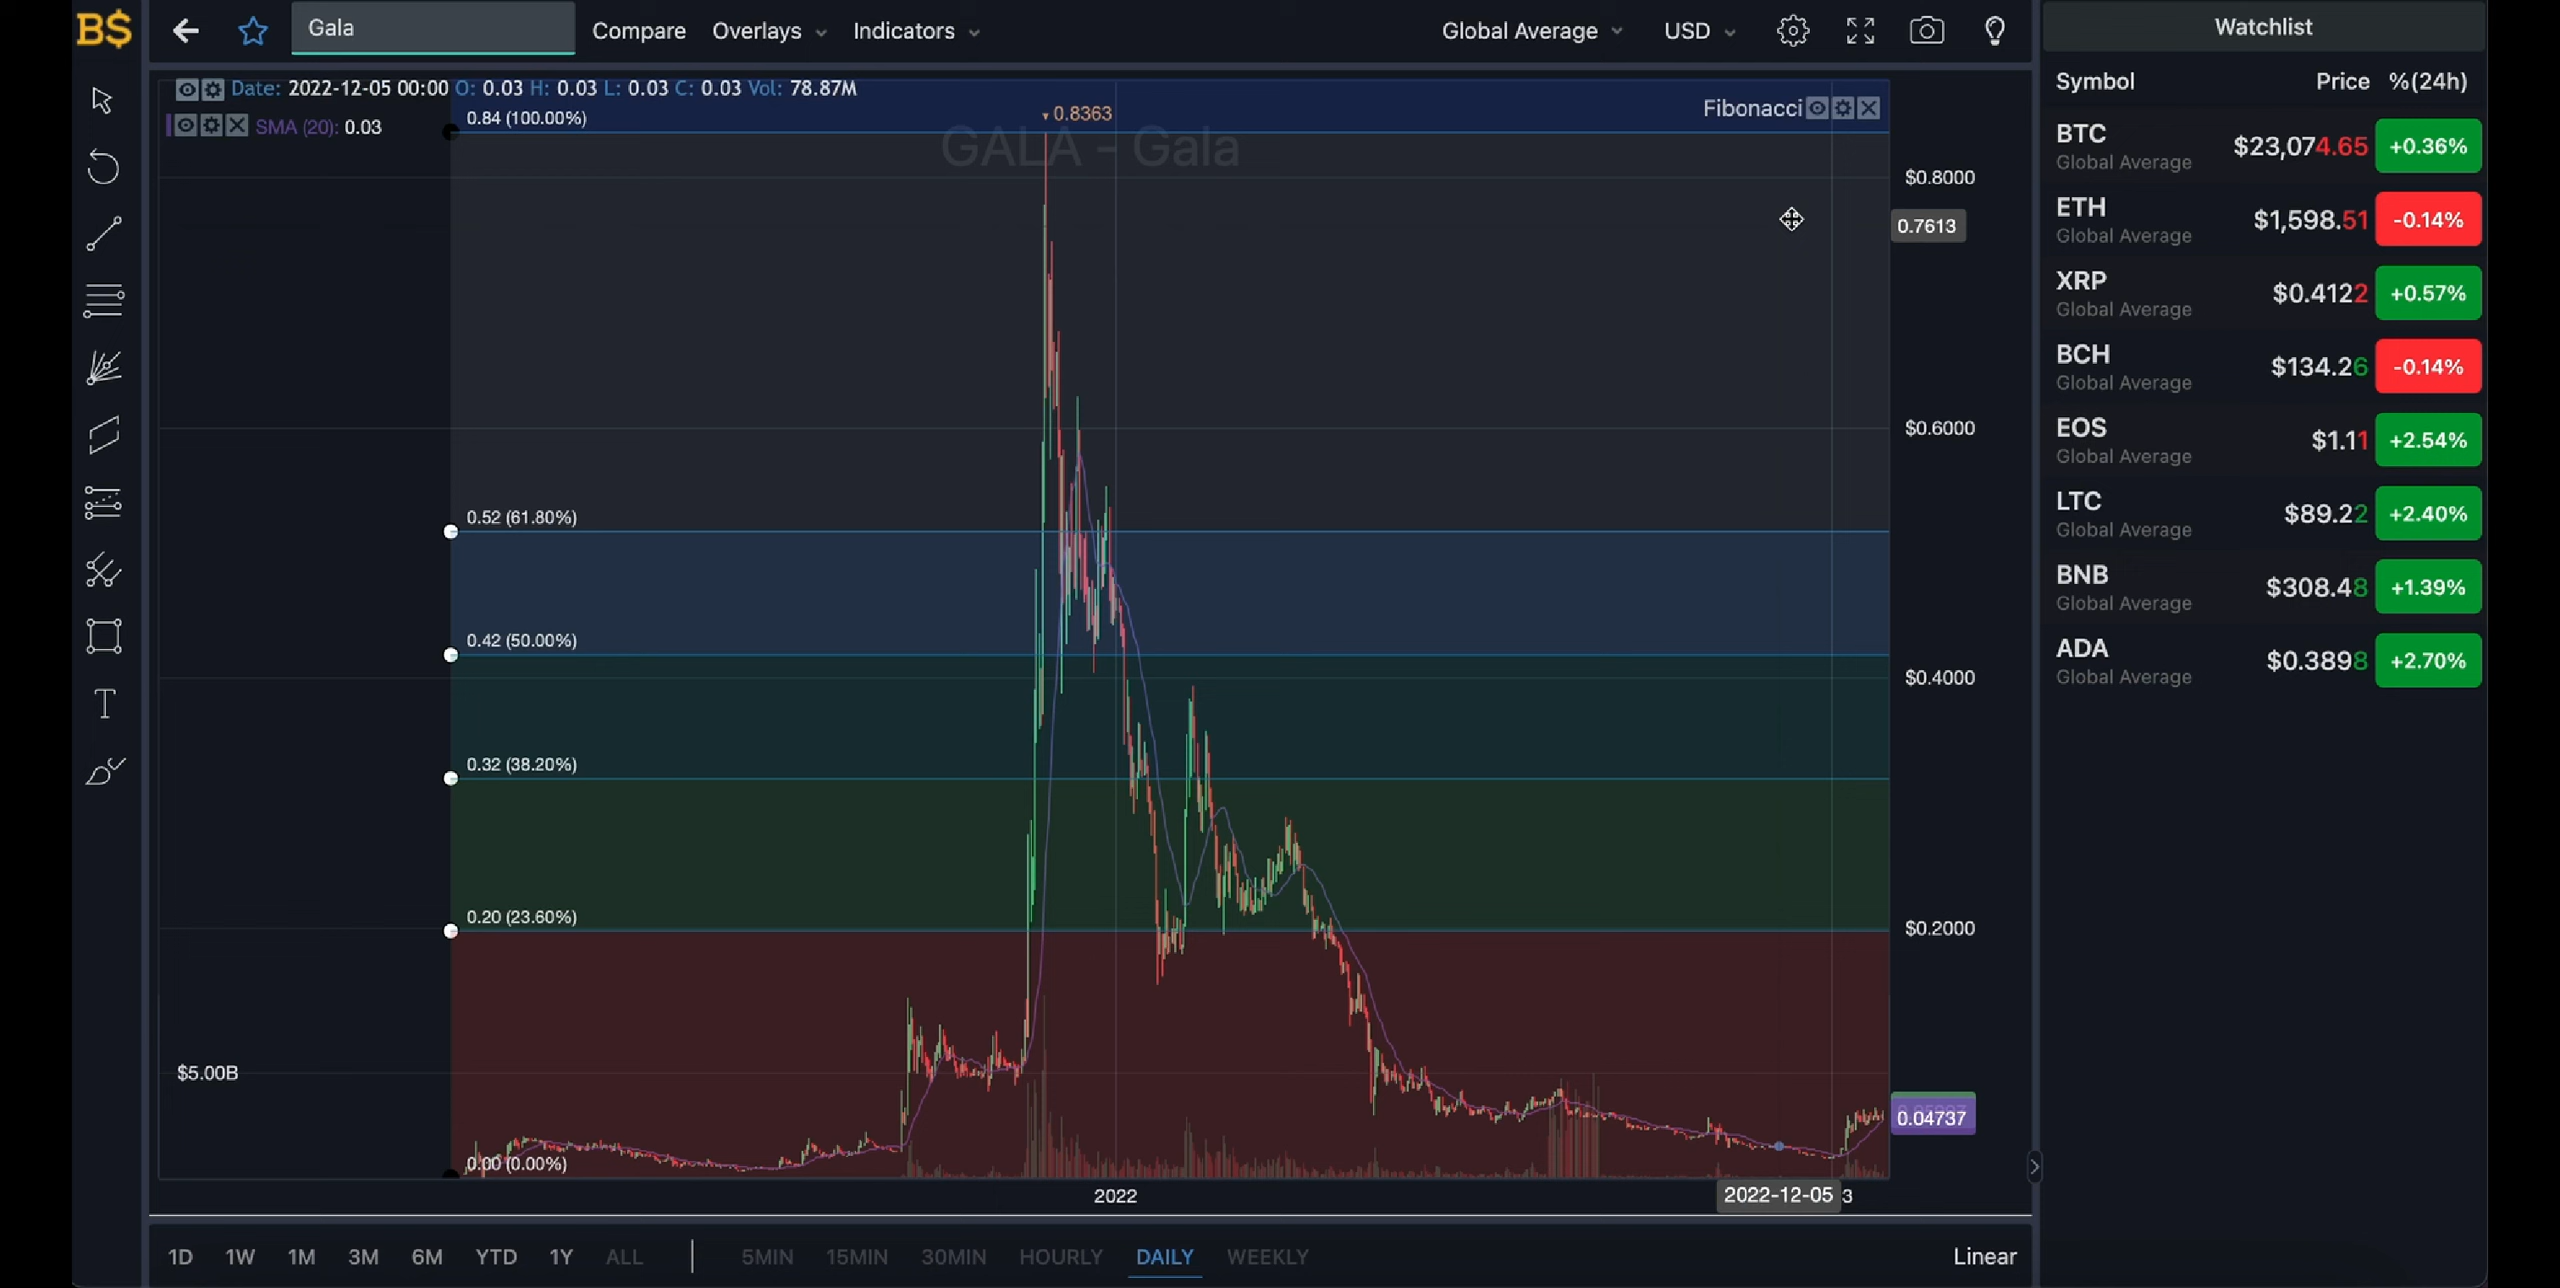 B$
Gala
Compare
Overlays
Indicators
Global Average
USD
Watchlist
Date: 2022-12-05 00:00 O: 0.03 H: 0.03 L: 0.03 C: 0.03 Vol: 78.87M
SMA (20): 0.03
0.84 (100.00%)
0.8363
Fibonacci
GALA - Gala
$0.8000
0.7613
$0.6000
0.52 (61.80%)
0.42 (50.00%)
$0.4000
0.32 (38.20%)
0.20 (23.60%)
$0.2000
$5.00B
0.04737
0.00 (0.00%)
2022
2022-12-05
3
1D 1W 1M 3M 6M YTD 1Y ALL
5MIN 15MIN 30MIN HOURLY DAILY WEEKLY
Linear
Symbol Price %(24h)
BTC $23,074.65 +0.36%
Global Average
ETH $1,598.51 -0.14%
Global Average
XRP $0.4122 +0.57%
Global Average
BCH $134.26 -0.14%
Global Average
EOS $1.11 +2.54%
Global Average
LTC $89.22 +2.40%
Global Average
BNB $308.48 +1.39%
Global Average
ADA $0.3898 +2.70%
Global Average